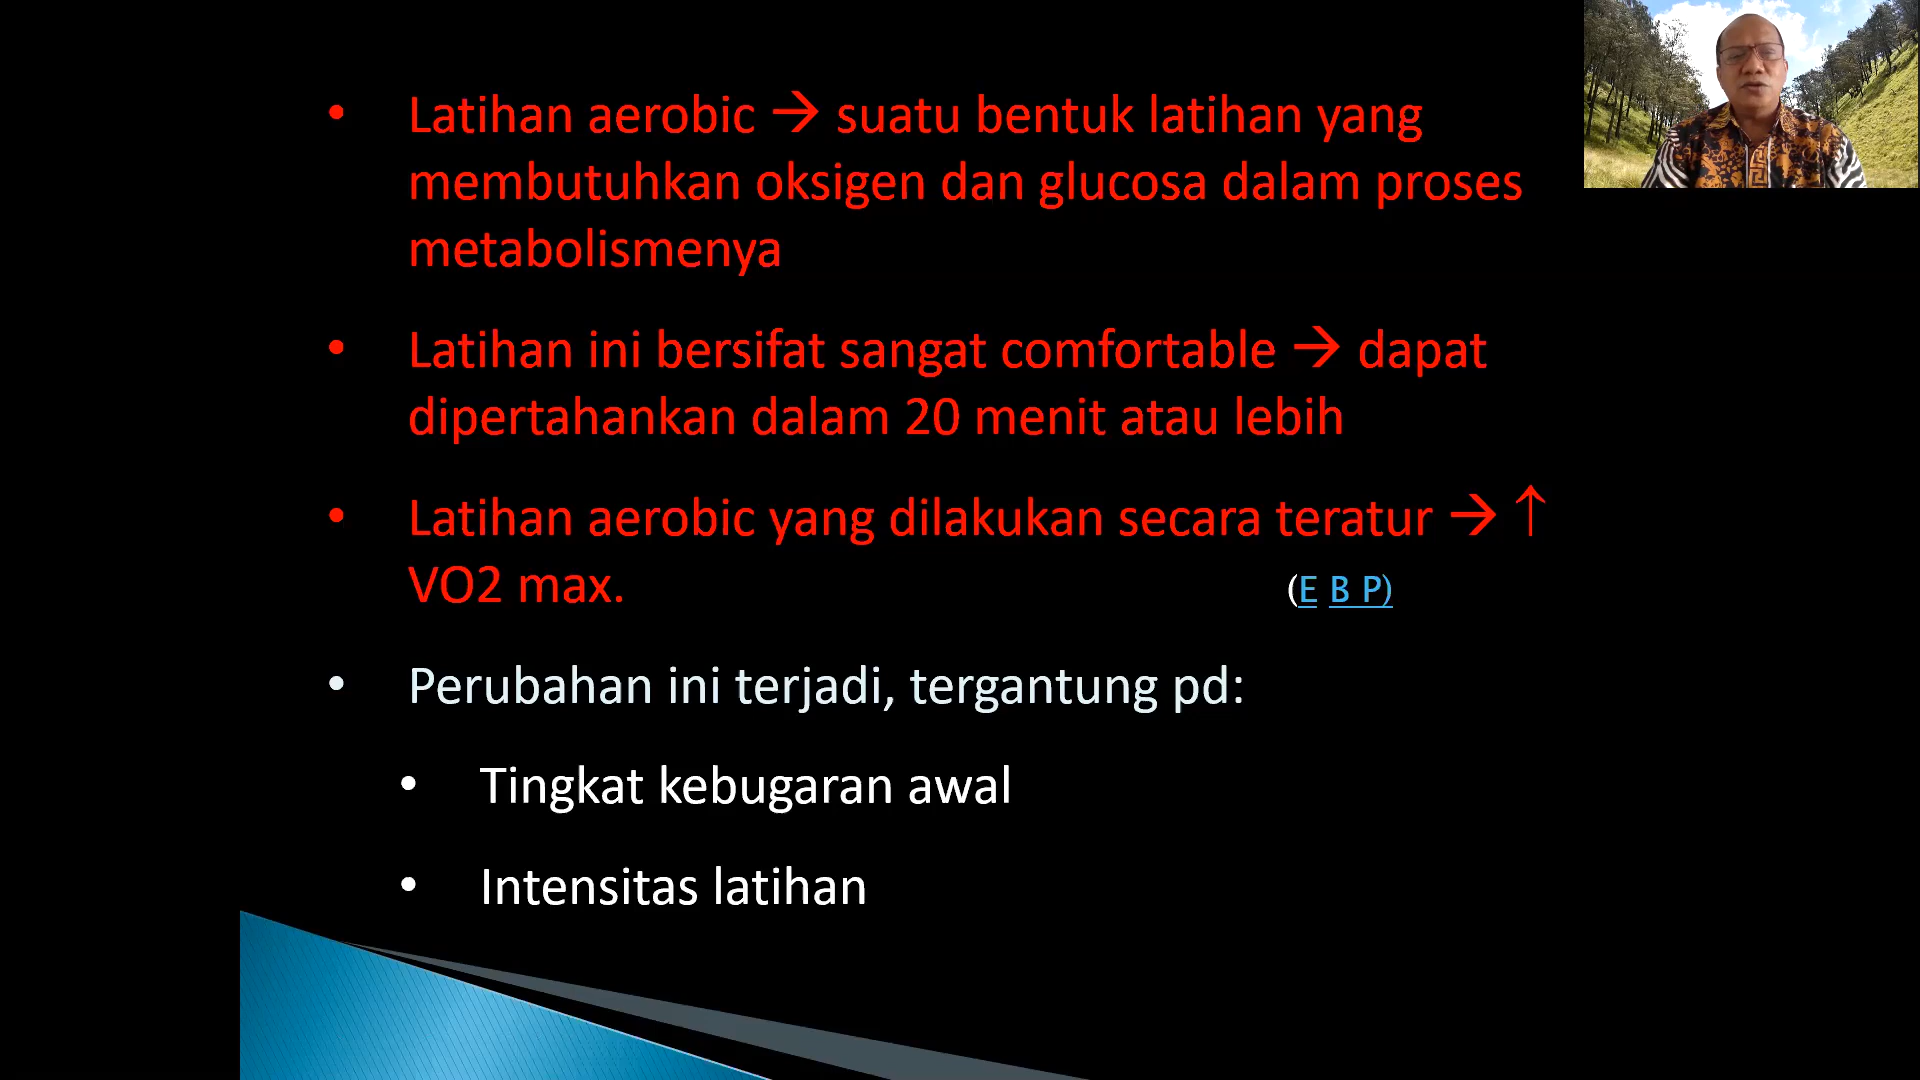 • Latihan aerobic → suatu bentuk latihan yang
membutuhkan oksigen dan glucosa dalam proses
metabolismenya
• Latihan ini bersifat sangat comfortable → dapat
dipertahankan dalam 20 menit atau lebih
• Latihan aerobic yang dilakukan secara teratur → ↑
VO2 max. (E B P)
• Perubahan ini terjadi, tergantung pd:
• Tingkat kebugaran awal
• Intensitas latihan